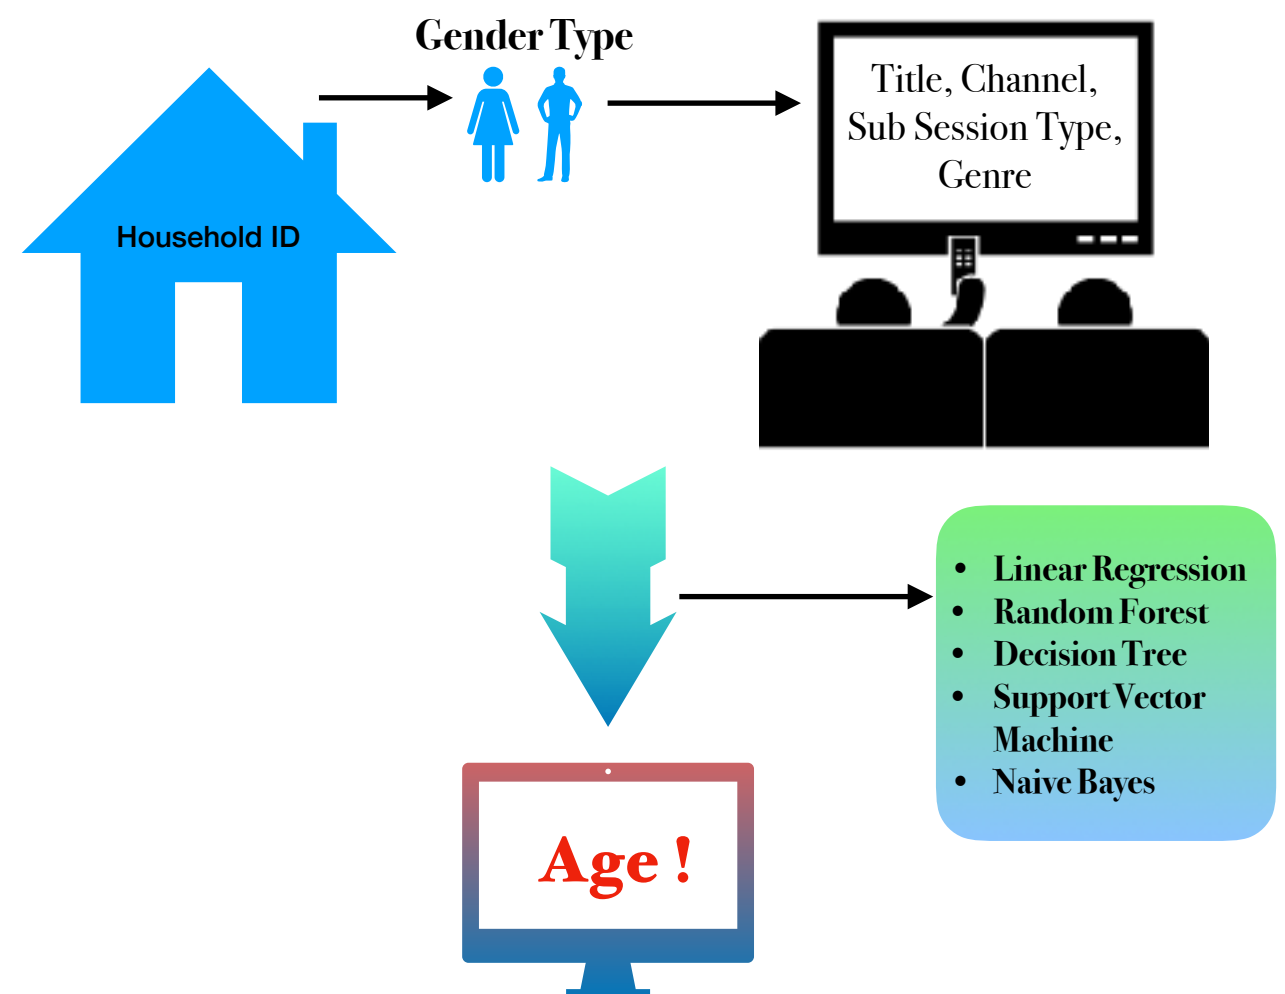 Gender Type
Title, Channel,
Sub Session Type,
Genre
Household ID
• Linear Regression
• Random Forest
• Decision Tree
• Support Vector
Machine
• Naive Bayes
Age !